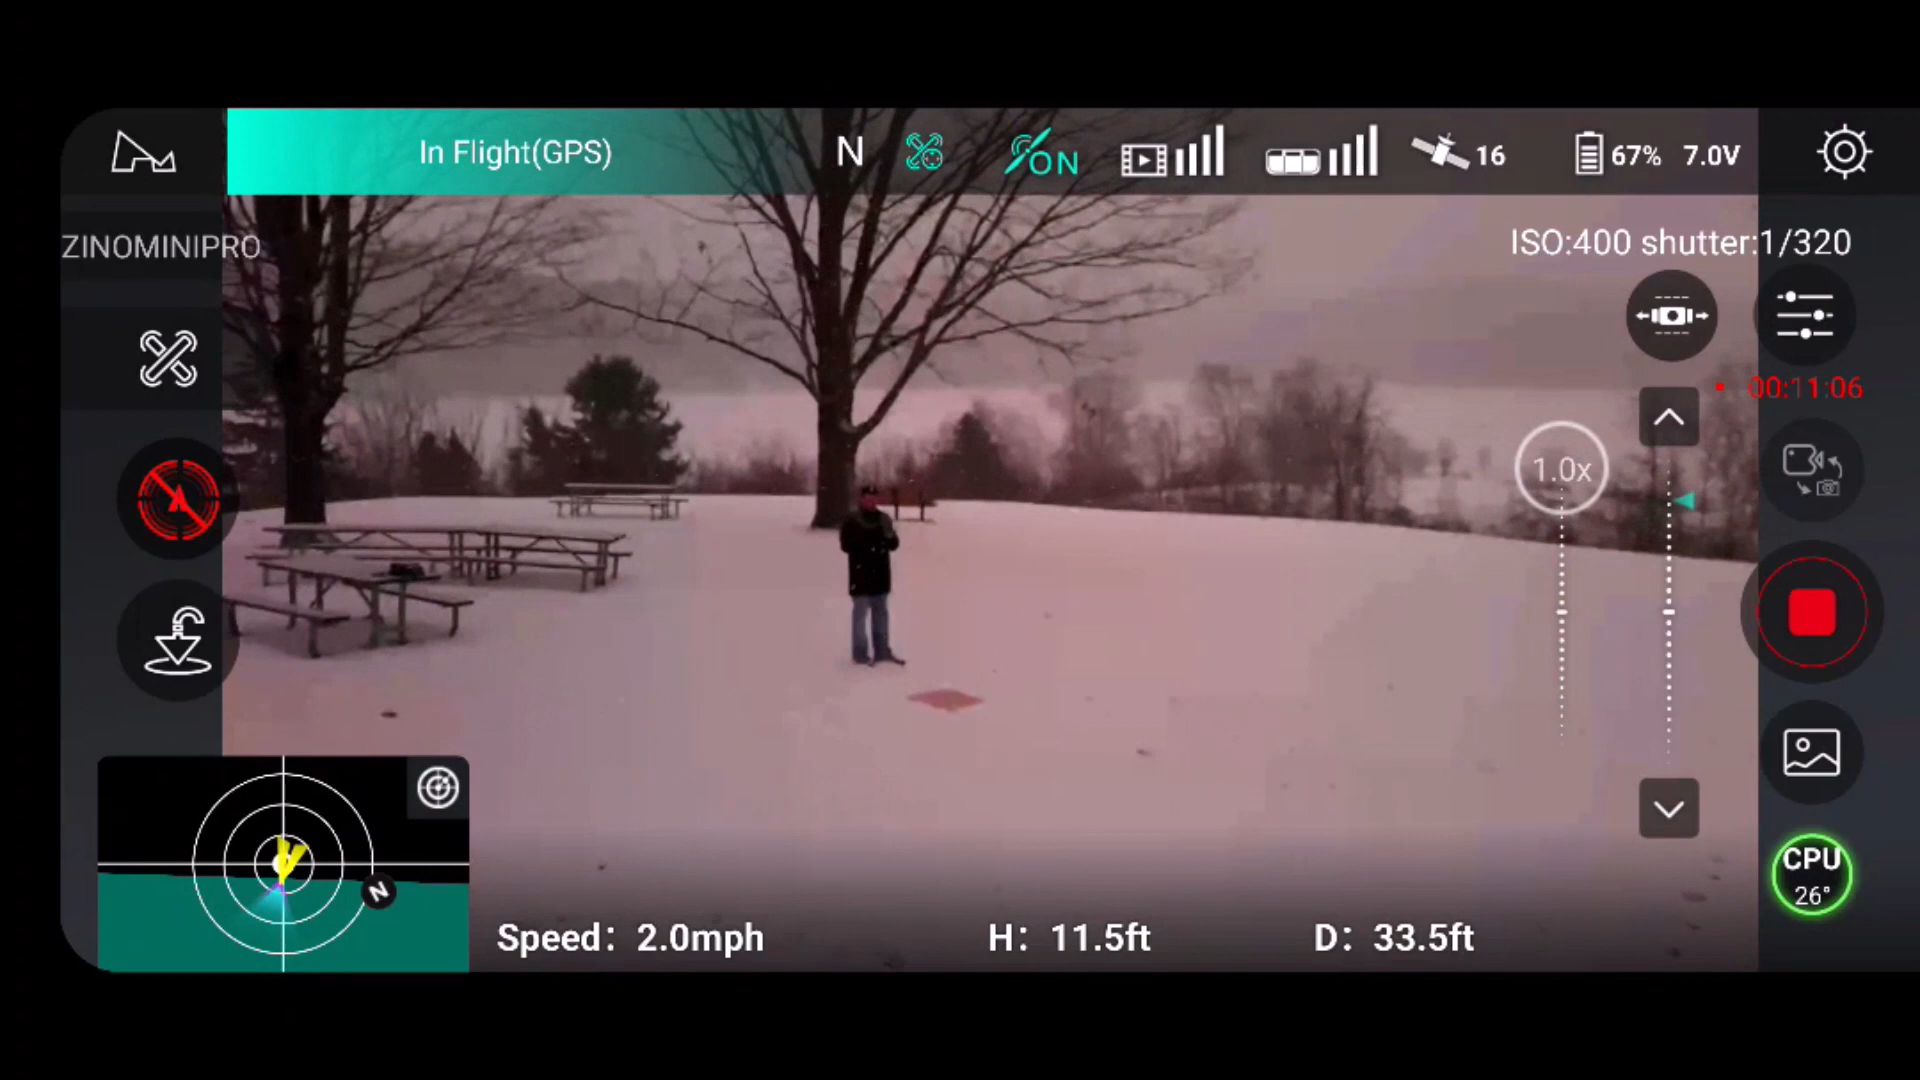 In Flight(GPS)
N
ON
16
67%
7.0V
ZINOMINIPRO
ISO:400 shutter:1/320
00:11:06
1.0x
CPU
26°
N
Speed: 2.0mph
H: 11.5ft
D: 33.5ft